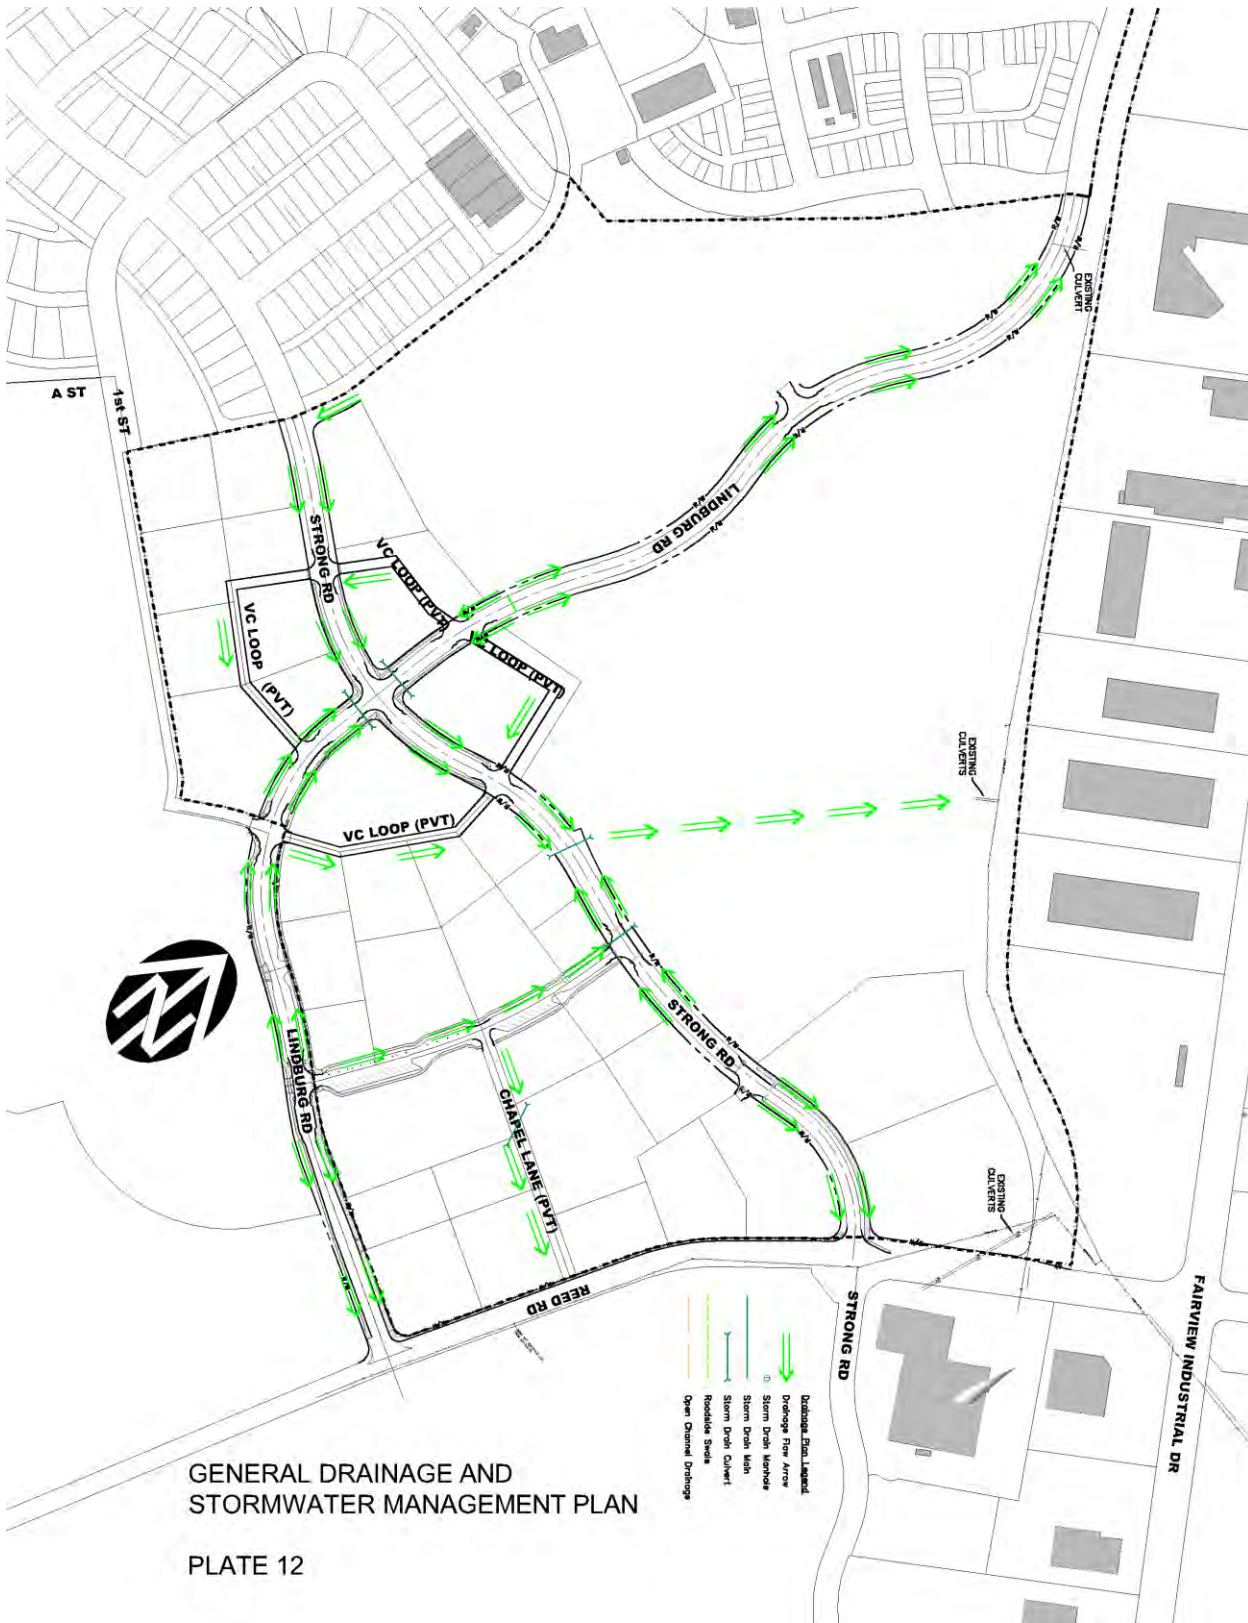 EXISTING
CULVERT
A ST
1st ST
LINDBURG RD
STRONG RD
VC LOOP (PVT)
VC LOOP
(PVT)
LOOP (PVT)
EXISTING
CULVERTS
VC LOOP (PVT)
STRONG RD
LINDBURG RD
CHAPEL LANE (PVT)
EXISTING
CULVERTS
REED RD
STRONG RD
FAIRVIEW INDUSTRIAL DR
Drainage Plan Legend
Drainage Flow Arrow
Storm Drain Manhole
Storm Drain Main
Storm Drain Culvert
Roadside Swale
Open Channel Drainage
GENERAL DRAINAGE AND
STORMWATER MANAGEMENT PLAN
PLATE 12